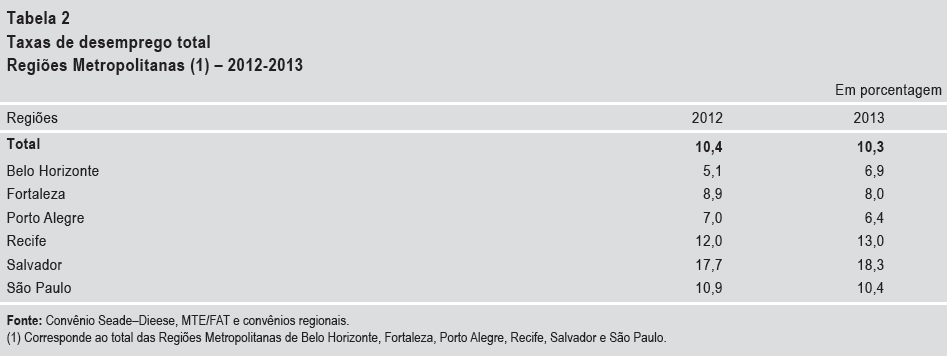 Tabela 2
Taxas de desemprego total
Regiões Metropolitanas (1) – 2012-2013
Em porcentagem
Regiões 2012 2013
Total 10,4 10,3
Belo Horizonte 5,1 6,9
Fortaleza 8,9 8,0
Porto Alegre 7,0 6,4
Recife 12,0 13,0
Salvador 17,7 18,3
São Paulo 10,9 10,4
Fonte: Convênio Seade–Dieese, MTE/FAT e convênios regionais.
(1) Corresponde ao total das Regiões Metropolitanas de Belo Horizonte, Fortaleza, Porto Alegre, Recife, Salvador e São Paulo.